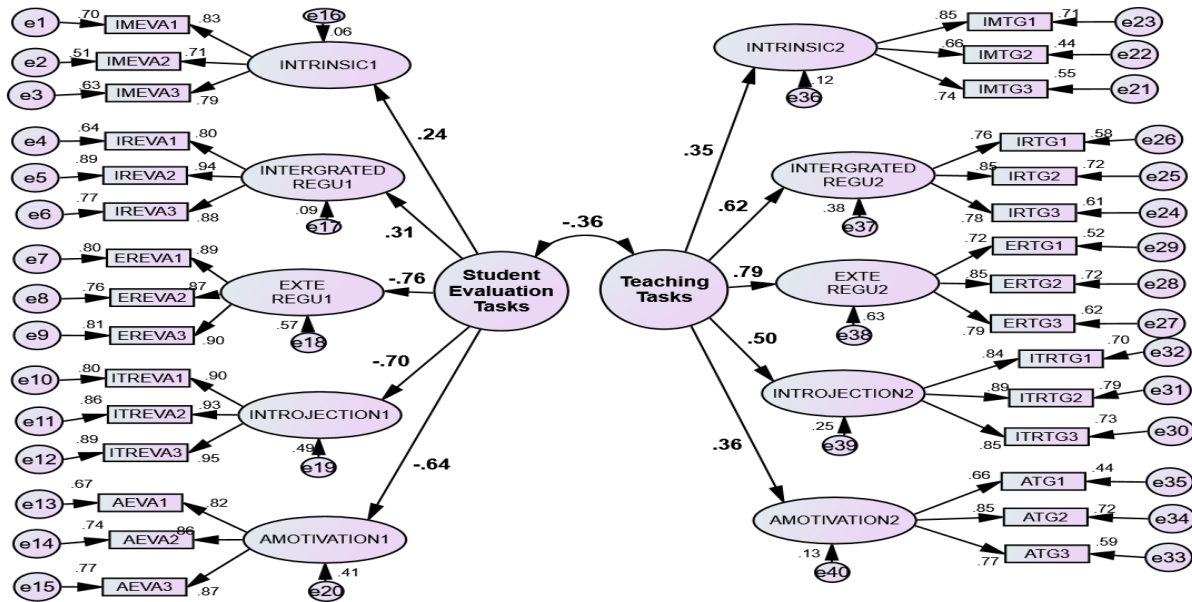 e1 .70 IMEVA1 .83
e2 .51 IMEVA2 .71
e3 .63 IMEVA3 .79
e16
.06
INTRINSIC1
e4 .64 IREVA1 .80
e5 .89 IREVA2 .94
e6 .77 IREVA3 .88
INTERGRATED
REGU1
.09
e17
e7 .80 EREVA1 .89
e8 .76 EREVA2 .87
e9 .81 EREVA3 .90
EXTE
REGU1
.57
e18
e10 .80 ITREVA1 .90
e11 .86 ITREVA2 .93
e12 .89 ITREVA3 .95
INTROJECTION1
.49
e19
e13 .67 AEVA1 .82
e14 .74 AEVA2 .86
e15 .77 AEVA3 .87
AMOTIVATION1
.41
e20
.24
.31
-.76
-.70
-.64
Student
Evaluation
Tasks
-.36
Teaching
Tasks
.35
.62
.79
.50
.36
INTRINSIC2
.12
e36
.85 IMTG1 .71 e23
.66 IMTG2 .44 e22
.74 IMTG3 .55 e21
INTERGRATED
REGU2
.38
e37
.76 IRTG1 .58 e26
.85 IRTG2 .72 e25
.78 IRTG3 .61 e24
EXTE
REGU2
.63
e38
.72 ERTG1 .52 e29
.85 ERTG2 .72 e28
.79 ERTG3 .62 e27
INTROJECTION2
.25
e39
.84 ITRTG1 .70 e32
.89 ITRTG2 .79 e31
.85 ITRTG3 .73 e30
AMOTIVATION2
.13
e40
.66 ATG1 .44 e35
.85 ATG2 .72 e34
.77 ATG3 .59 e33